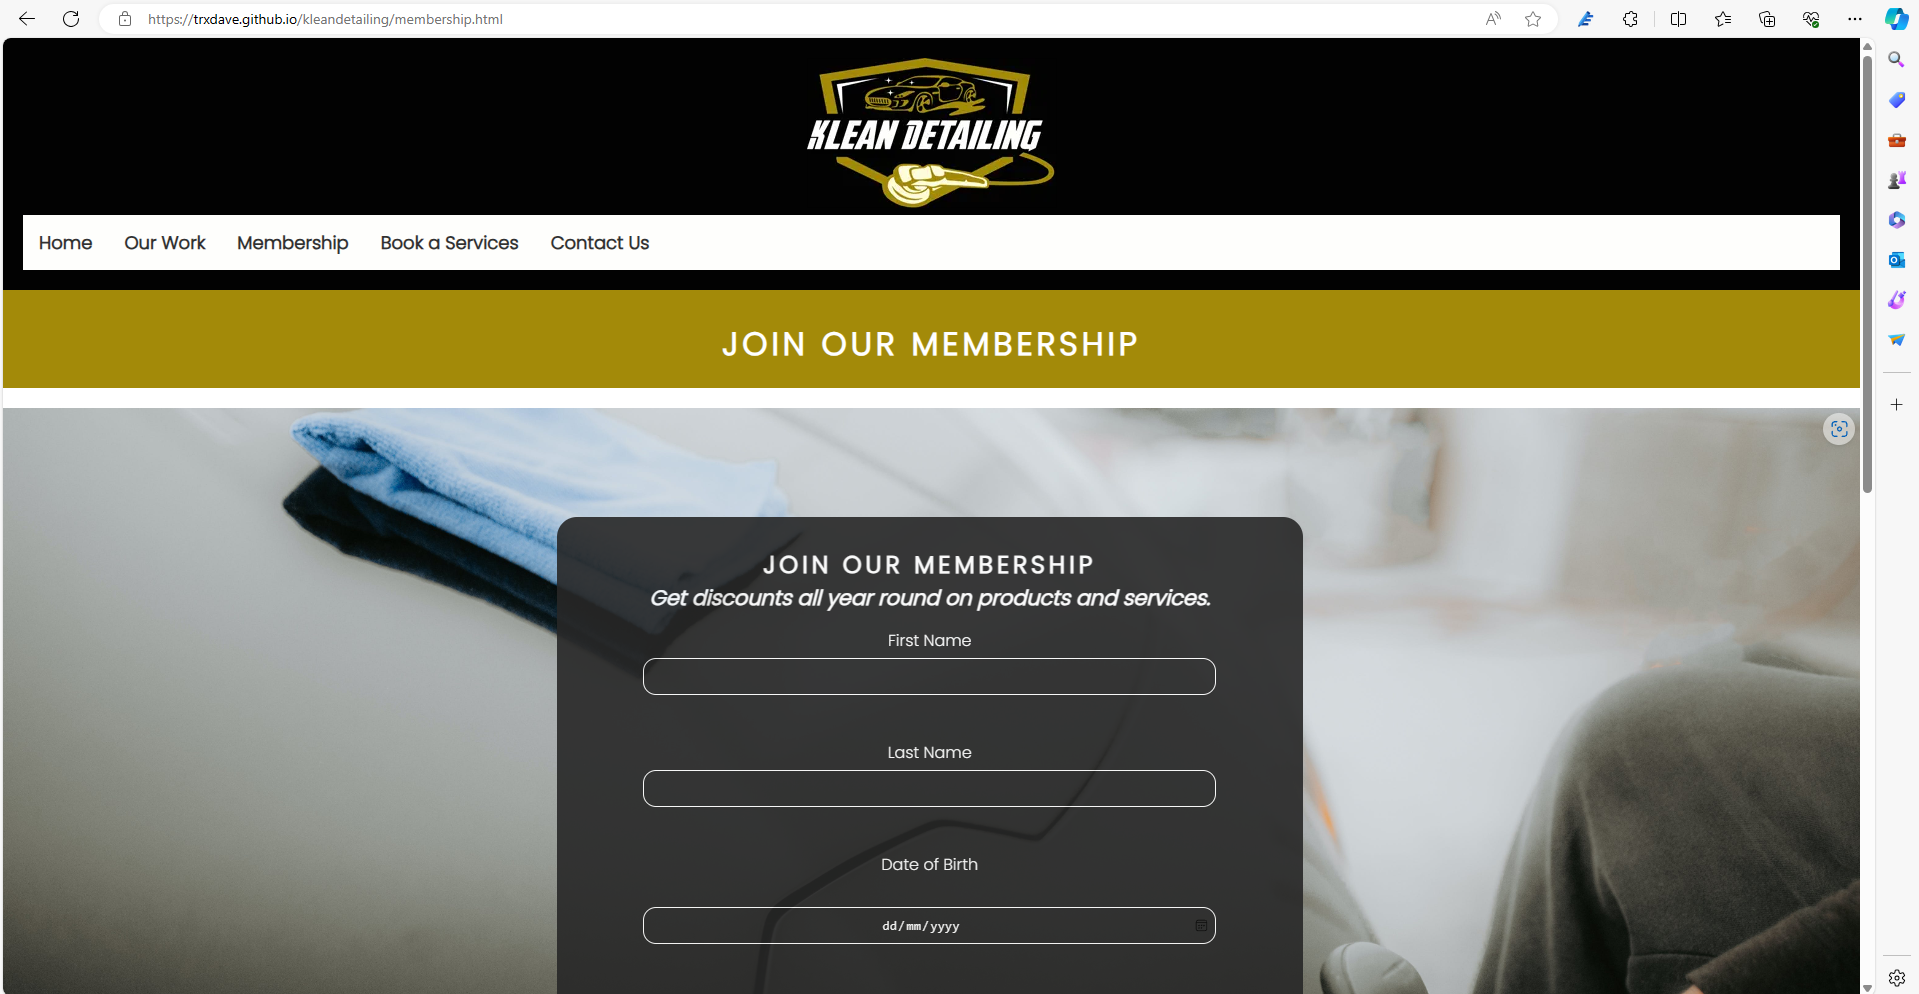 https://trxdave.github.io/kleandetailing/membership.html
KLEAN DETAILING
Home Our Work Membership Book a Services Contact Us
JOIN OUR MEMBERSHIP
JOIN OUR MEMBERSHIP
Get discounts all year round on products and services.
First Name
Last Name
Date of Birth
dd/mm/yyyy